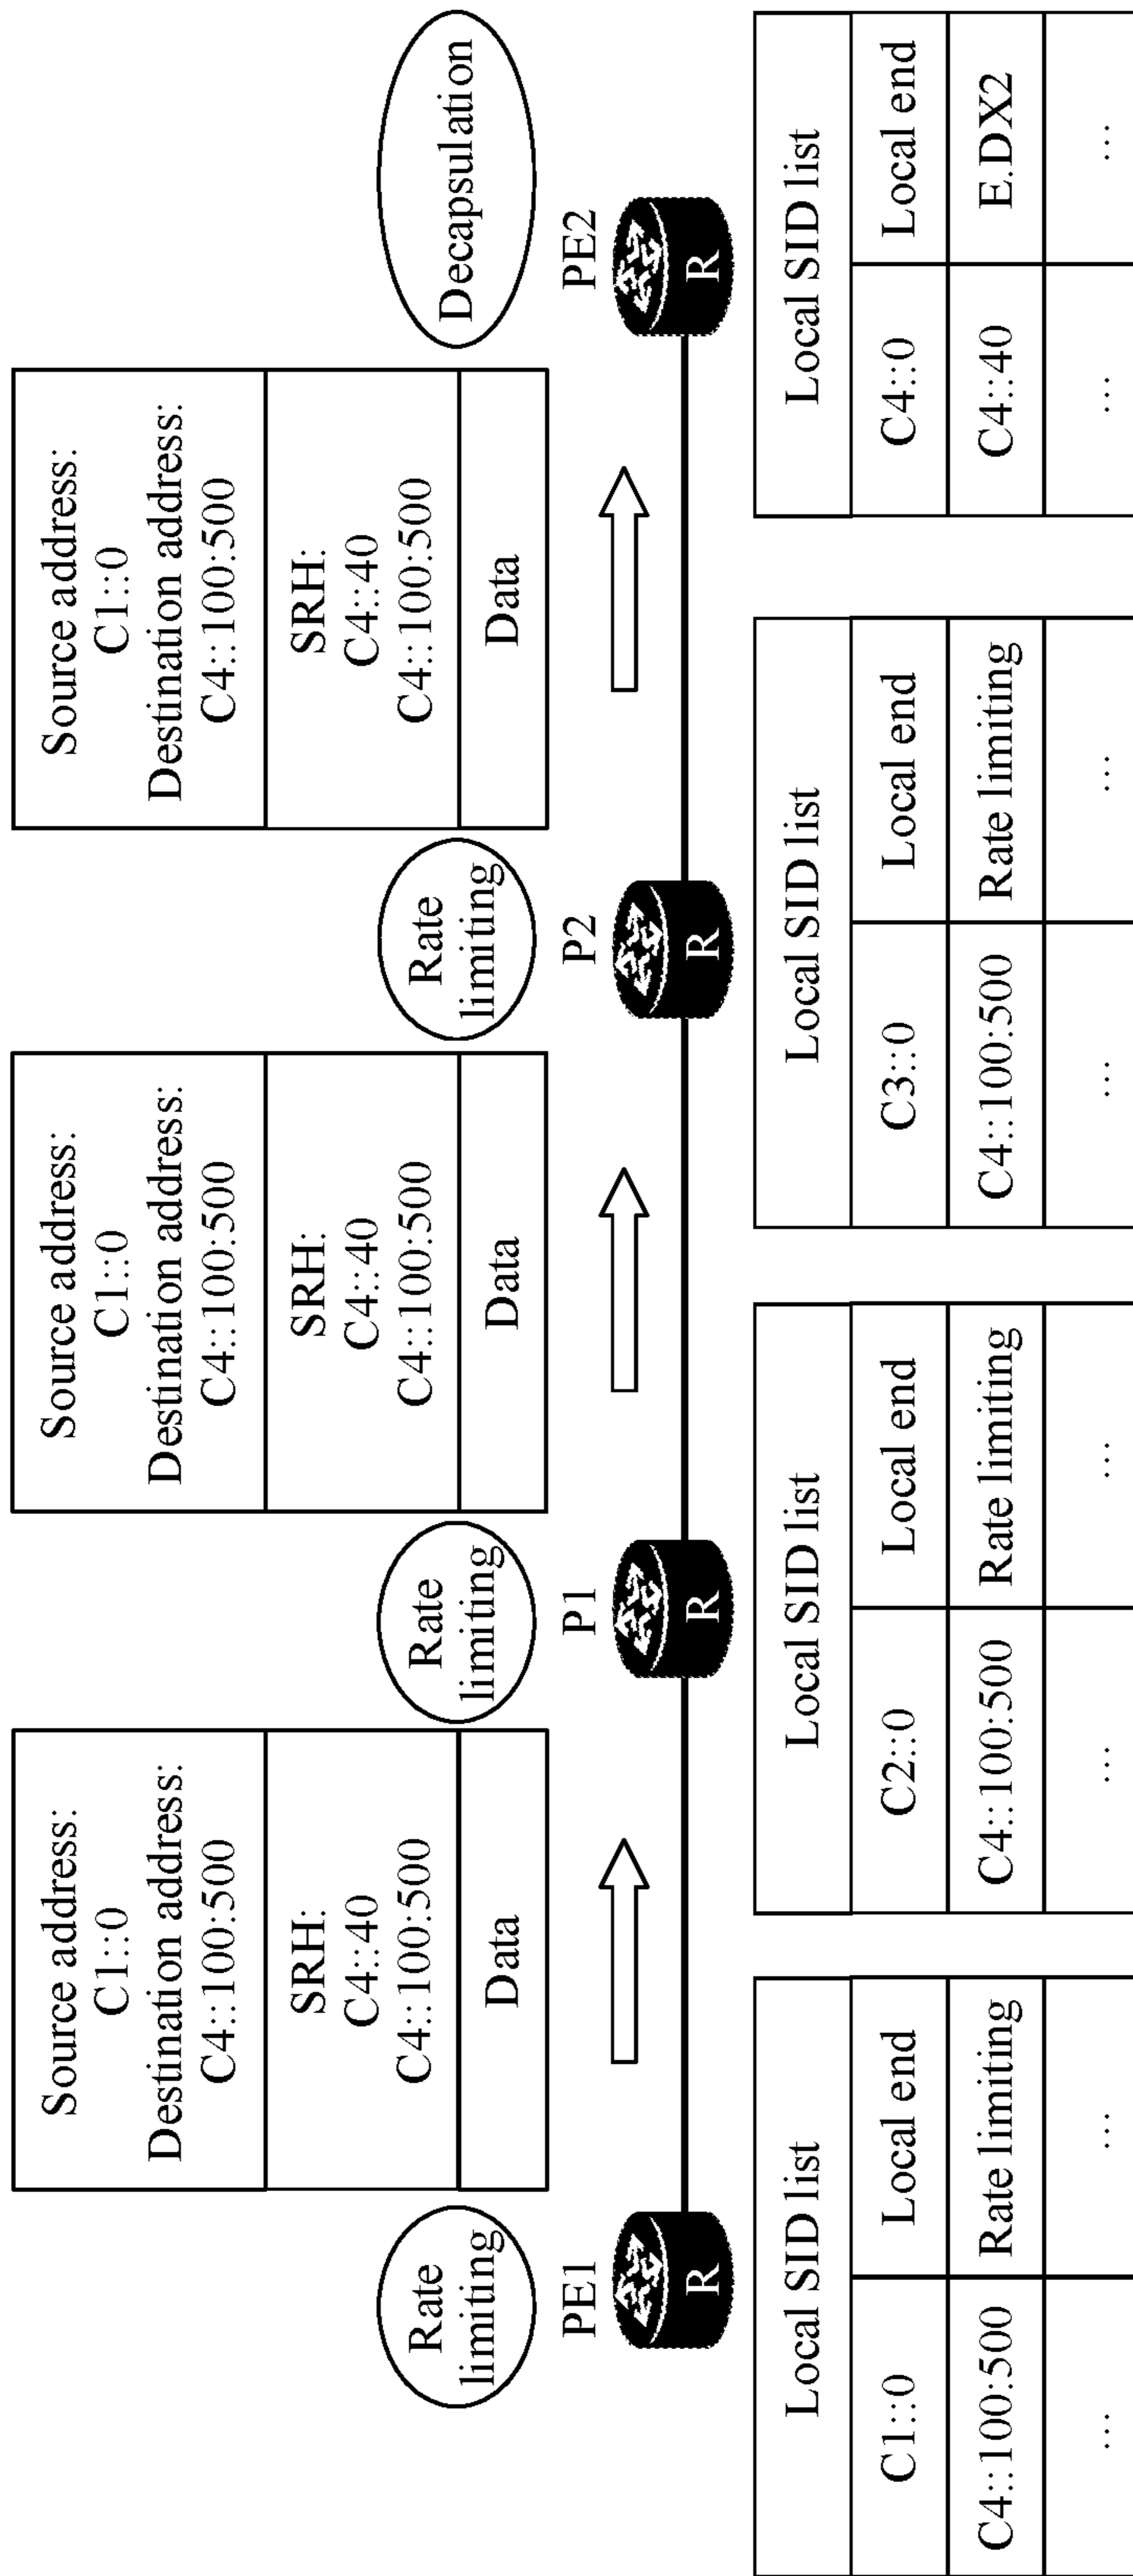 Source address:
C1::0
Destination address:
C4::100:500
SRH:
C4::40
C4::100:500
Data
Source address:
C1::0
Destination address:
C4::100:500
SRH:
C4::40
C4::100:500
Data
Source address:
C1::0
Destination address:
C4::100:500
SRH:
C4::40
C4::100:500
Data
Rate
limiting
Rate
limiting
Rate
limiting
Decapsulation
PE1
P1
P2
PE2
R
R
R
R
Local SID list
C1::0 Local end
C4::100:500 Rate limiting
... ...
Local SID list
C2::0 Local end
C4::100:500 Rate limiting
... ...
Local SID list
C3::0 Local end
C4::100:500 Rate limiting
... ...
Local SID list
C4::0 Local end
C4::40 E.DX2
... ...